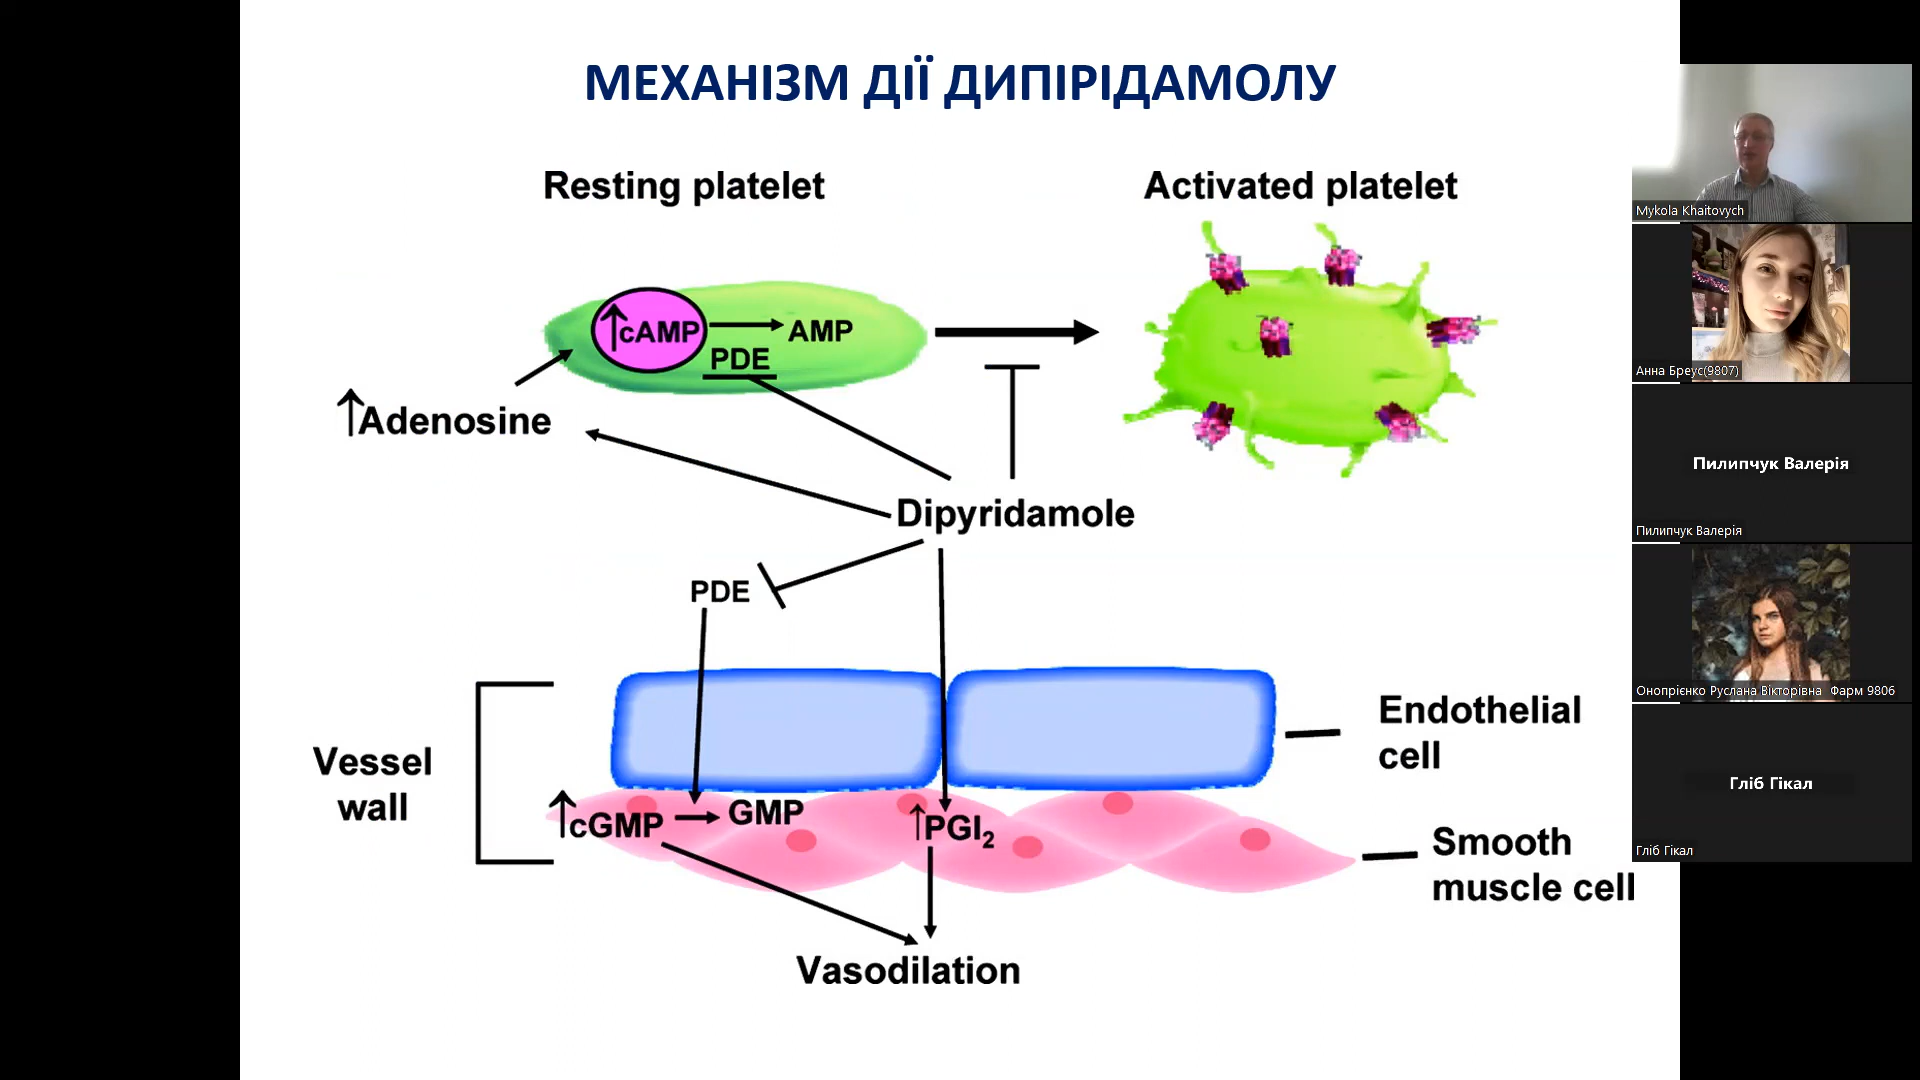 МЕХАНІЗМ ДІЇ ДИПІРІДАМОЛУ
Resting platelet
Activated platelet
↑cAMP → AMP
PDE
↑Adenosine
Dipyridamole
PDE
Vessel
wall
Endothelial
cell
↑cGMP → GMP
↑PGI₂
Smooth
muscle cell
Vasodilation
Mykola Khaitovych
Анна Бреус(9807)
Пилипчук Валерія
Пилипчук Валерія
Онопрієнко Руслана Вікторівна Фарм 9806
Гліб Гікал
Гліб Гікал